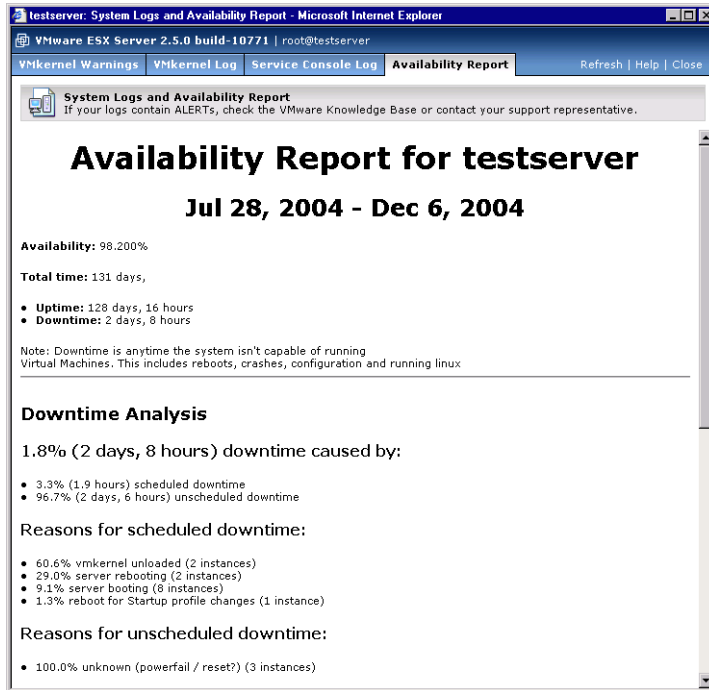 testserver: System Logs and Availability Report - Microsoft Internet Explorer
VMware ESX Server 2.5.0 build-10771 | root@testserver
VMkernel Warnings VMkernel Log Service Console Log Availability Report Refresh | Help | Close
System Logs and Availability Report
If your logs contain ALERTs, check the VMware Knowledge Base or contact your support representative.
Availability Report for testserver
Jul 28, 2004 - Dec 6, 2004
Availability: 98.200%
Total time: 131 days,
• Uptime: 128 days, 16 hours
• Downtime: 2 days, 8 hours
Note: Downtime is anytime the system isn't capable of running
Virtual Machines. This includes reboots, crashes, configuration and running linux
Downtime Analysis
1.8% (2 days, 8 hours) downtime caused by:
• 3.3% (1.9 hours) scheduled downtime
• 96.7% (2 days, 6 hours) unscheduled downtime
Reasons for scheduled downtime:
• 60.6% vmkernel unloaded (2 instances)
• 29.0% server rebooting (2 instances)
• 9.1% server booting (8 instances)
• 1.3% reboot for Startup profile changes (1 instance)
Reasons for unscheduled downtime:
• 100.0% unknown (powerfail / reset?) (3 instances)